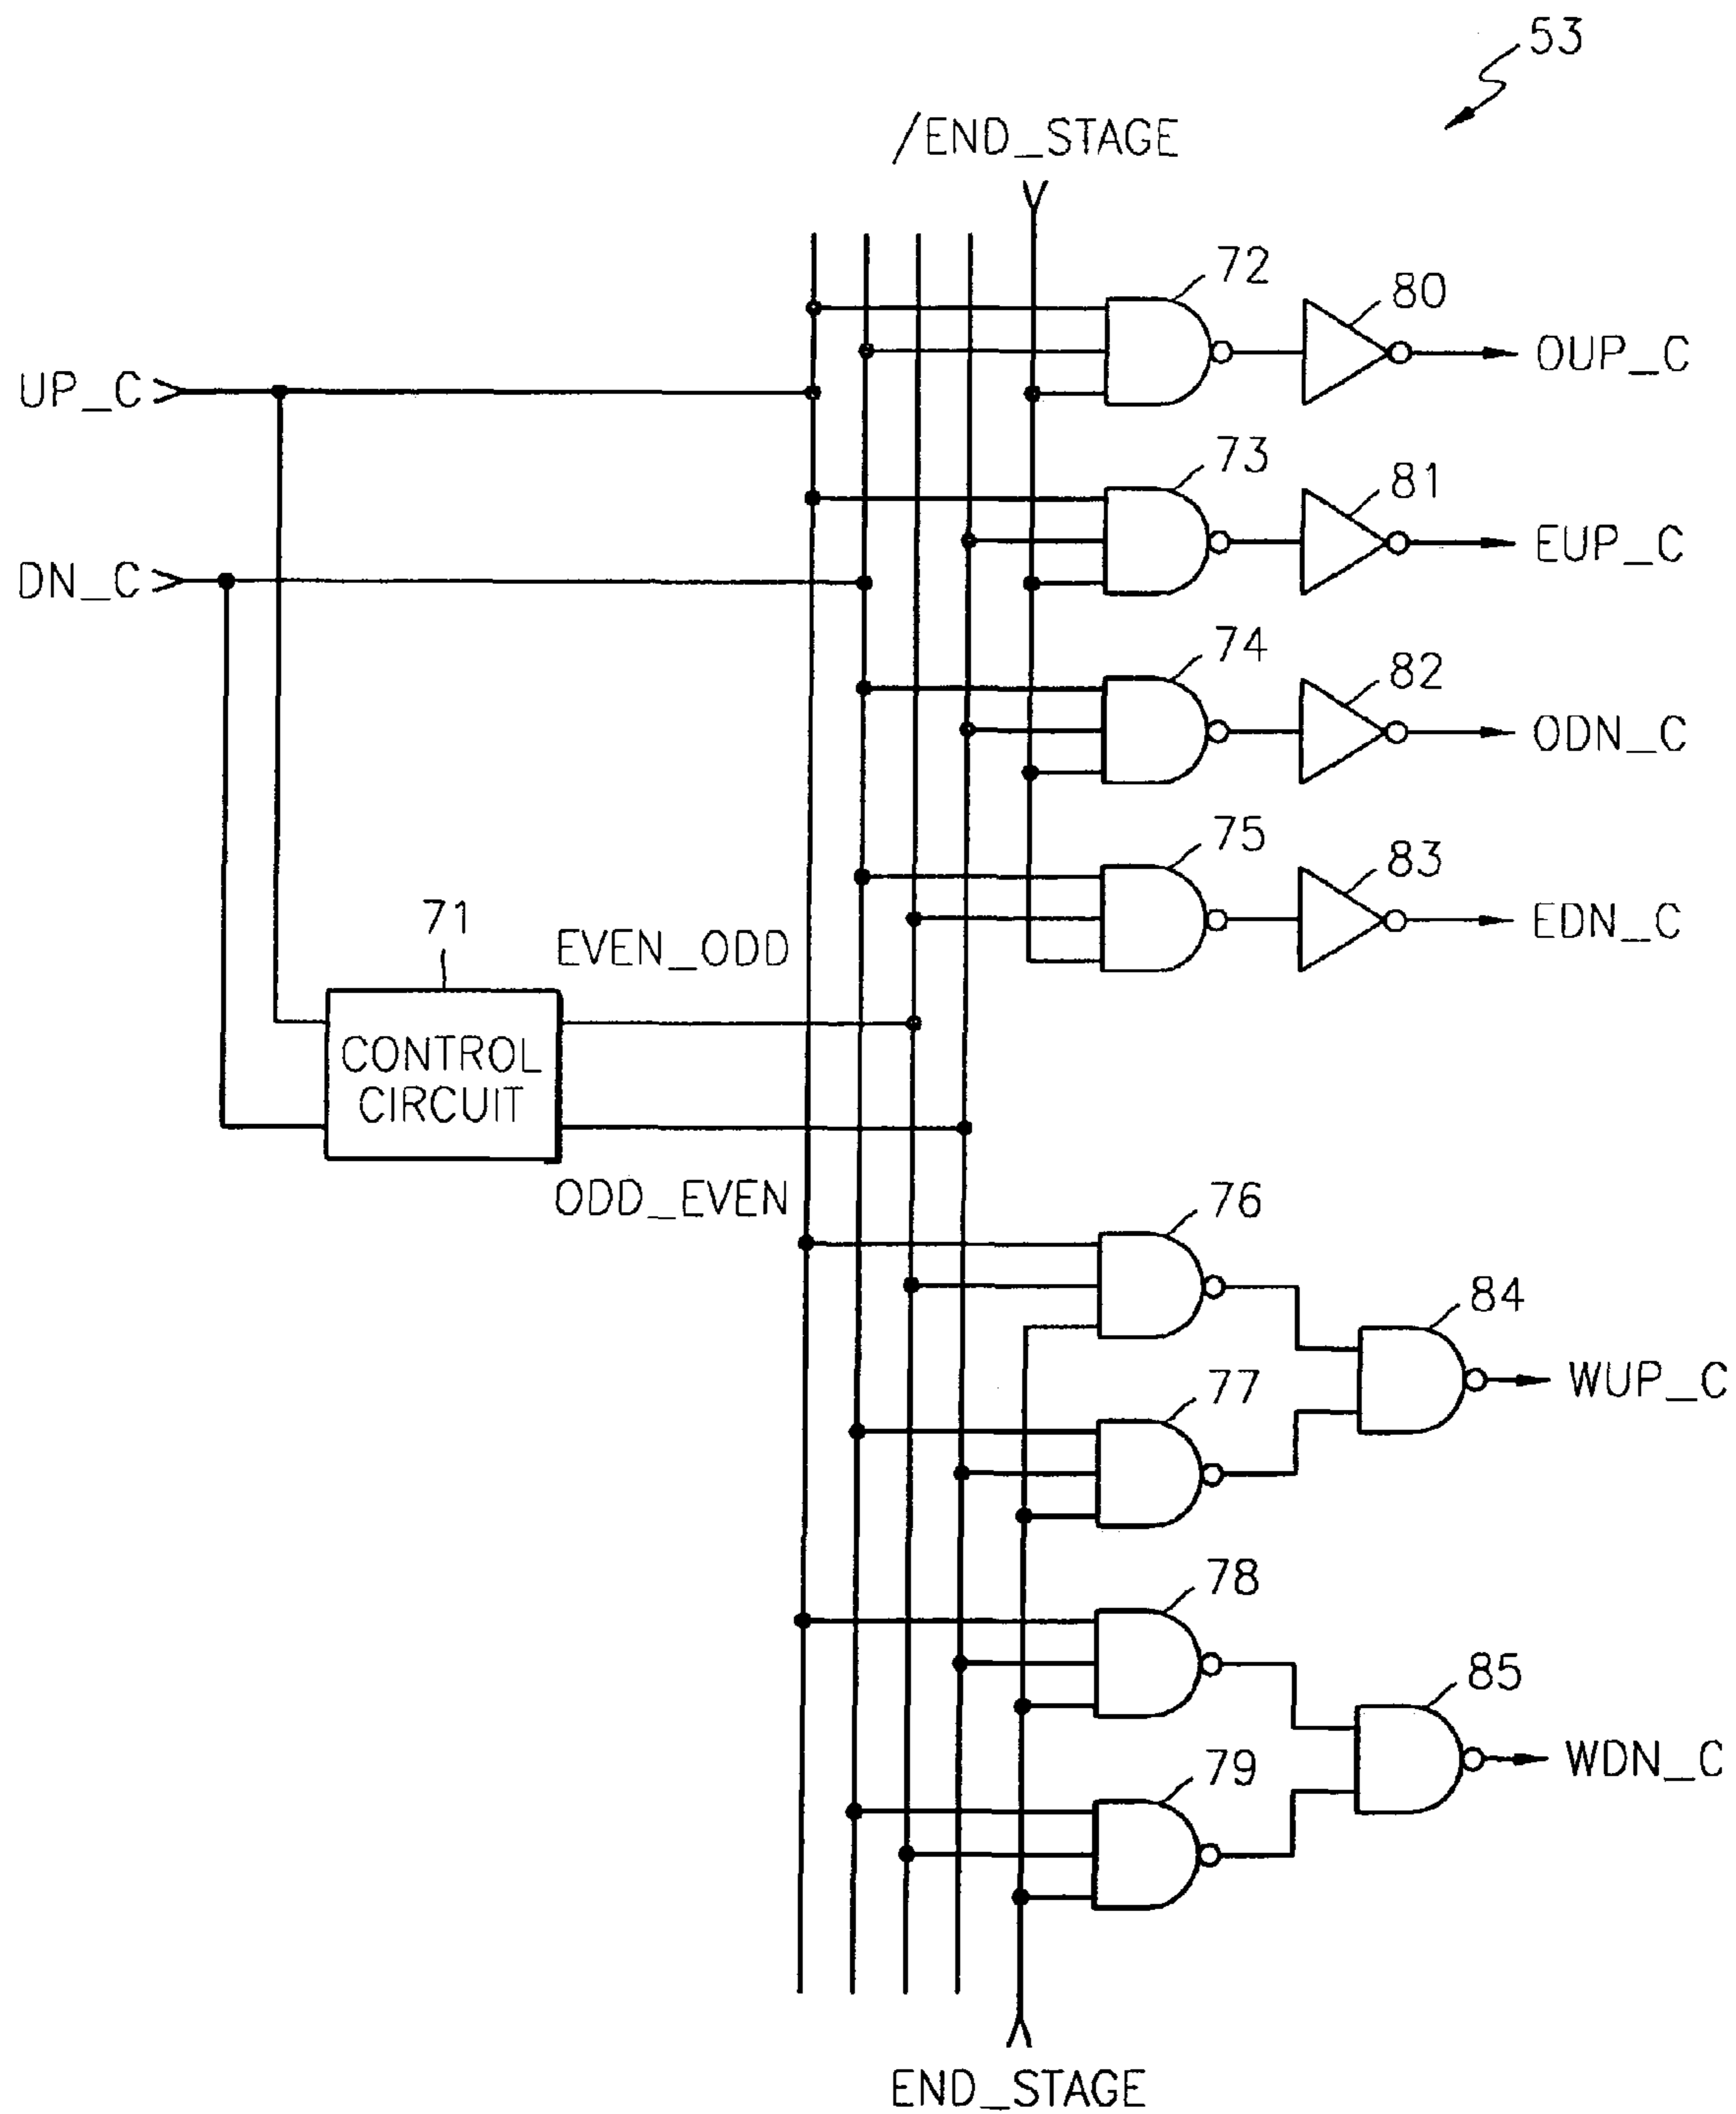 53
/END_STAGE
72
80
OUP_C
UP_C
73
81
EUP_C
DN_C
74
82
ODN_C
75
83
EDN_C
71
EVEN_ODD
CONTROL
CIRCUIT
ODD_EVEN
76
84
WUP_C
77
78
85
WDN_C
79
END_STAGE